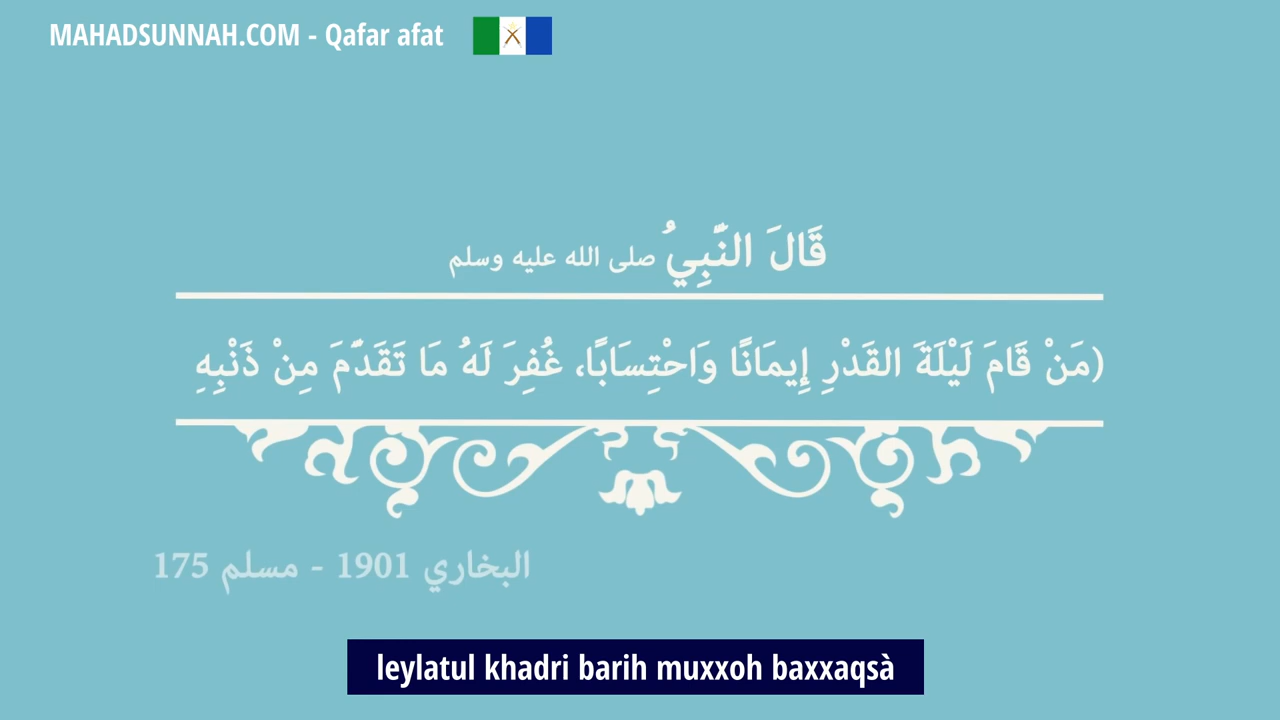 MAHADSUNNAH.COM - Qafar afat
قَالَ النَّبِيُ صلى الله عليه وسلم
(مَنْ قَامَ لَيْلَةَ القَدْرِ إِيمَانًا وَاحْتِسَابًا، غُفِرَ لَهُ مَا تَقَدَّمَ مِنْ ذَنْبِهِ
البخاري 1901 - مسلم 175
leylatul khadri barih muxxoh baxxaqsà